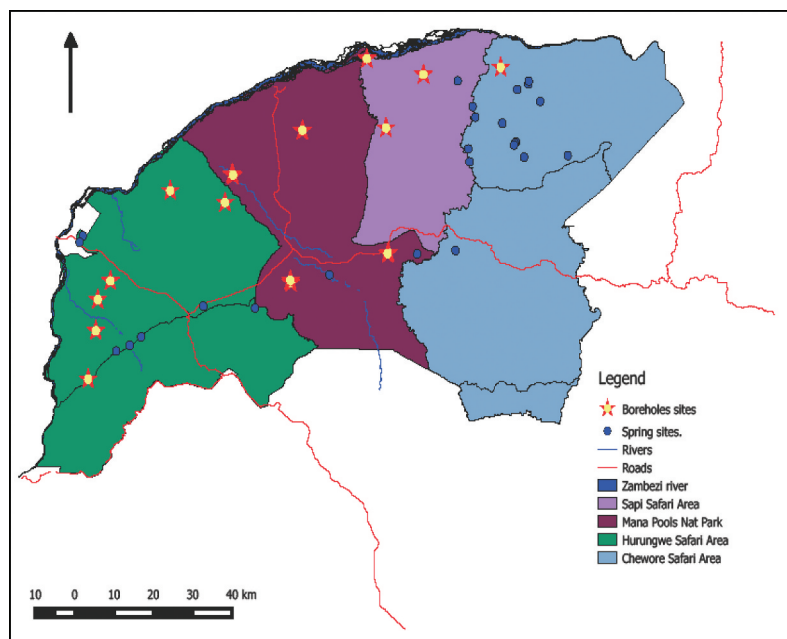 Legend
Boreholes sites
Spring sites.
Rivers
Roads
Zambezi river
Sapi Safari Area
Mana Pools Nat Park
Hurungwe Safari Area
Chewore Safari Area
10 0 10 20 30 40 km